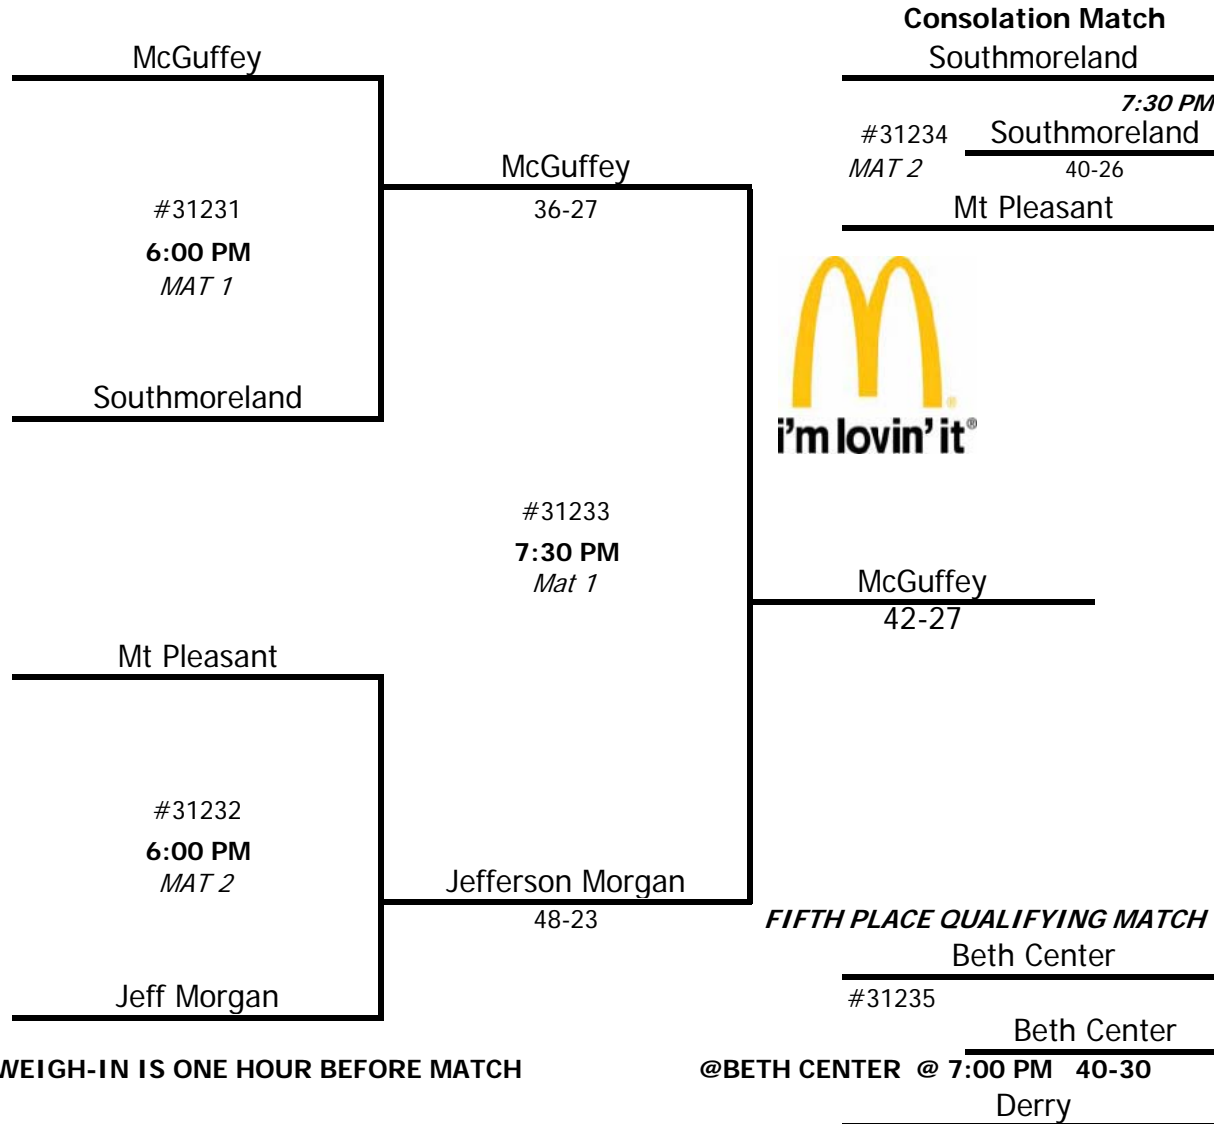 Consolation Match
McGuffey
Southmoreland
7:30 PM
#31234 Southmoreland
McGuffey
MAT 2 40-26
#31231
36-27
Mt Pleasant
6:00 PM
MAT 1
Southmoreland
i'm lovin' it®
#31233
7:30 PM
Mat 1
McGuffey
42-27
Mt Pleasant
#31232
6:00 PM
MAT 2
Jefferson Morgan
48-23
FIFTH PLACE QUALIFYING MATCH
Beth Center
Jeff Morgan
#31235
Beth Center
WEIGH-IN IS ONE HOUR BEFORE MATCH
@BETH CENTER @ 7:00 PM 40-30
Derry